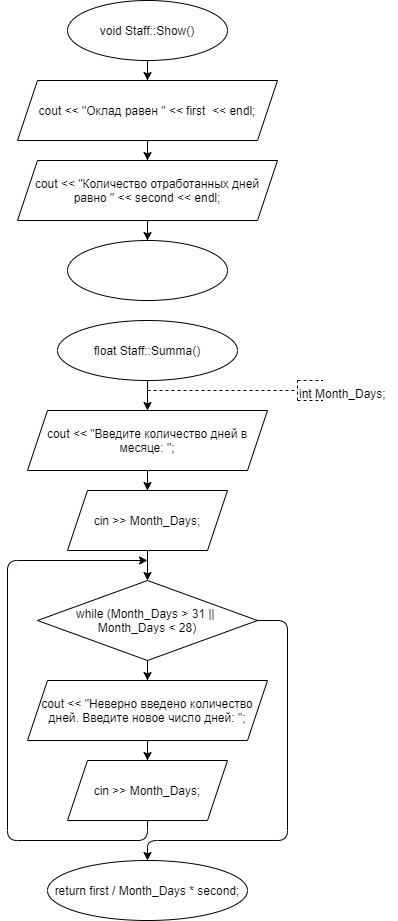 void Staff::Show()
cout << "Оклад равен " << first  << endl;
cout << "Количество отработанных дней
равно " << second << endl;
float Staff::Summa()
int Month_Days;
cout << "Введите количество дней в
месяце: ";
cin >> Month_Days;
while (Month_Days > 31 ||
Month_Days < 28)
cout << "Неверно введено количество
дней. Введите новое число дней: ";
cin >> Month_Days;
return first / Month_Days * second;